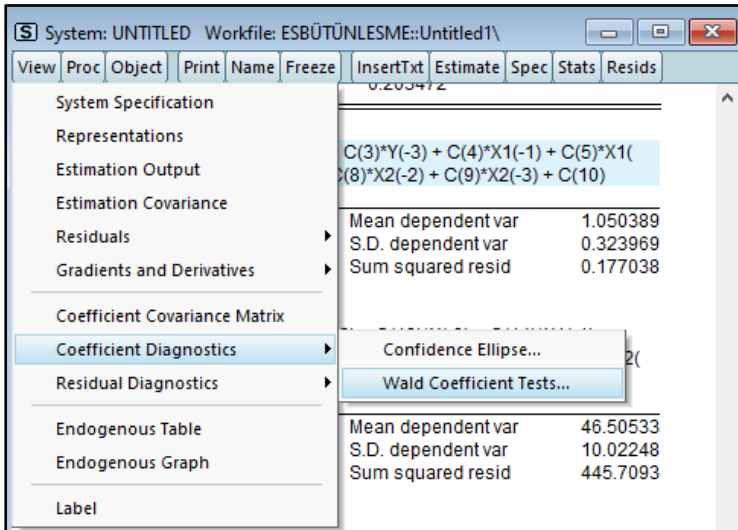 System: UNTITLED Workfile: ESBÜTÜNLESME::Untitled1\
View Proc Object Print Name Freeze InsertTxt Estimate Spec Stats Resids
System Specification
Representations
C(3)*Y(-3) + C(4)*X1(-1) + C(5)*X1(
Estimation Output
C(8)*X2(-2) + C(9)*X2(-3) + C(10)
Estimation Covariance
Mean dependent var 1.050389
Residuals
S.D. dependent var 0.323969
Gradients and Derivatives
Sum squared resid 0.177038
Coefficient Covariance Matrix
Coefficient Diagnostics
Confidence Ellipse...
2(
Residual Diagnostics
Wald Coefficient Tests...
Endogenous Table
Mean dependent var 46.50533
S.D. dependent var 10.02248
Endogenous Graph
Sum squared resid 445.7093
Label